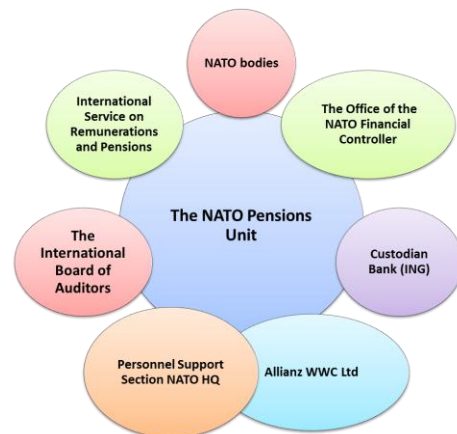 NATO bodies
International
Service on
Remunerations
and Pensions
The Office of the
NATO Financial
Controller
The NATO Pensions
Unit
The
International
Board of
Auditors
Custodian
Bank (ING)
Personnel Support
Section NATO HQ
Allianz WWC Ltd